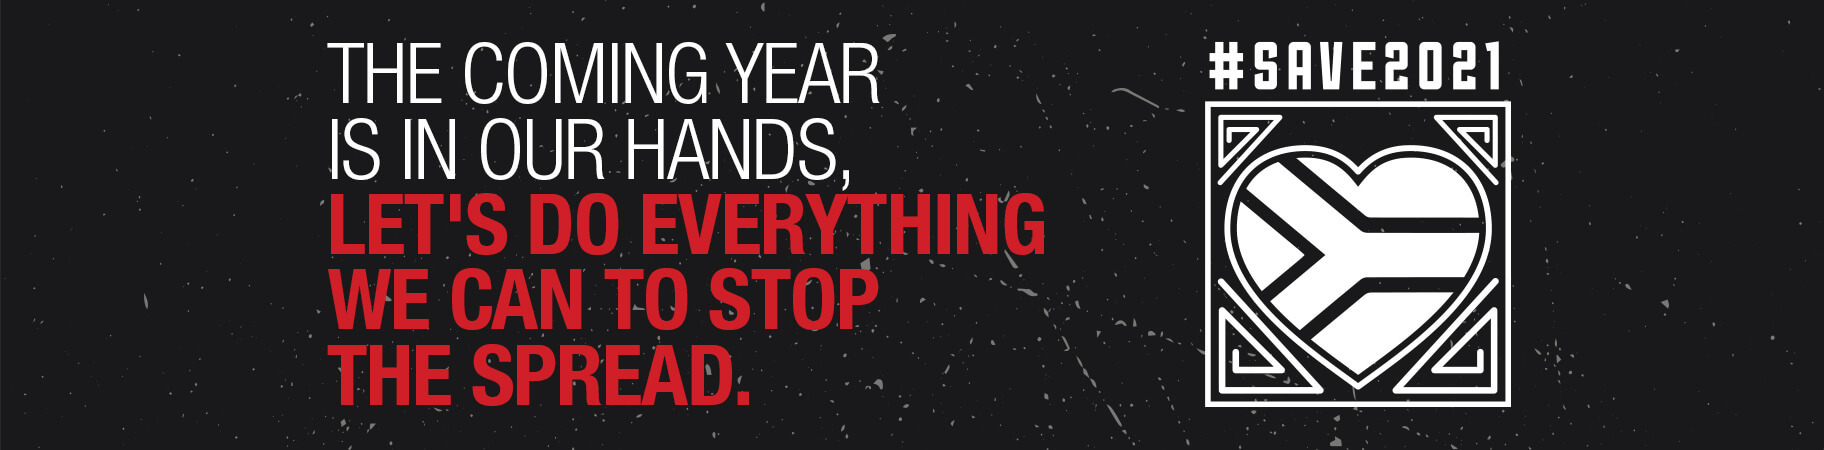 THE COMING YEAR
IS IN OUR HANDS,
LET'S DO EVERYTHING
WE CAN TO STOP
THE SPREAD.
#SAVE2021